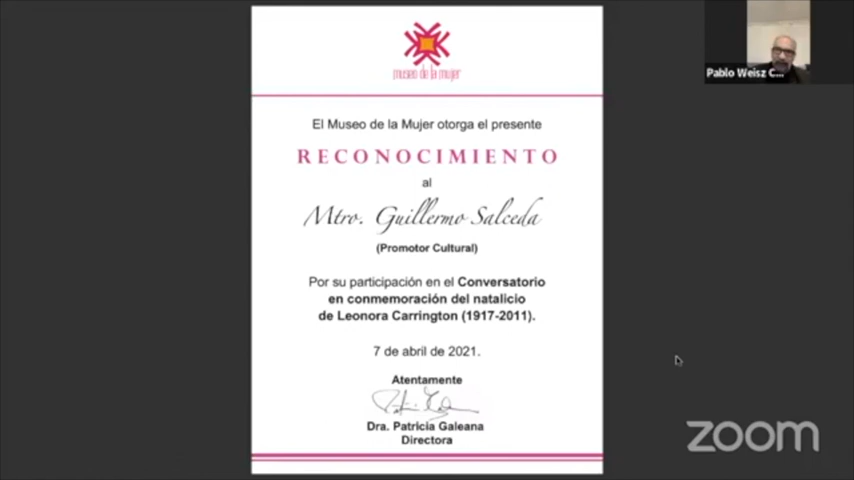 museo de la mujer
El Museo de la Mujer otorga el presente
RECONOCIMIENTO
al
Mtro. Guillermo Salceda
(Promotor Cultural)
Por su participación en el Conversatorio
en conmemoración del natalicio
de Leonora Carrington (1917-2011).
7 de abril de 2021.
Atentamente
Dra. Patricia Galeana
Directora
Pablo Weisz C...
zoom